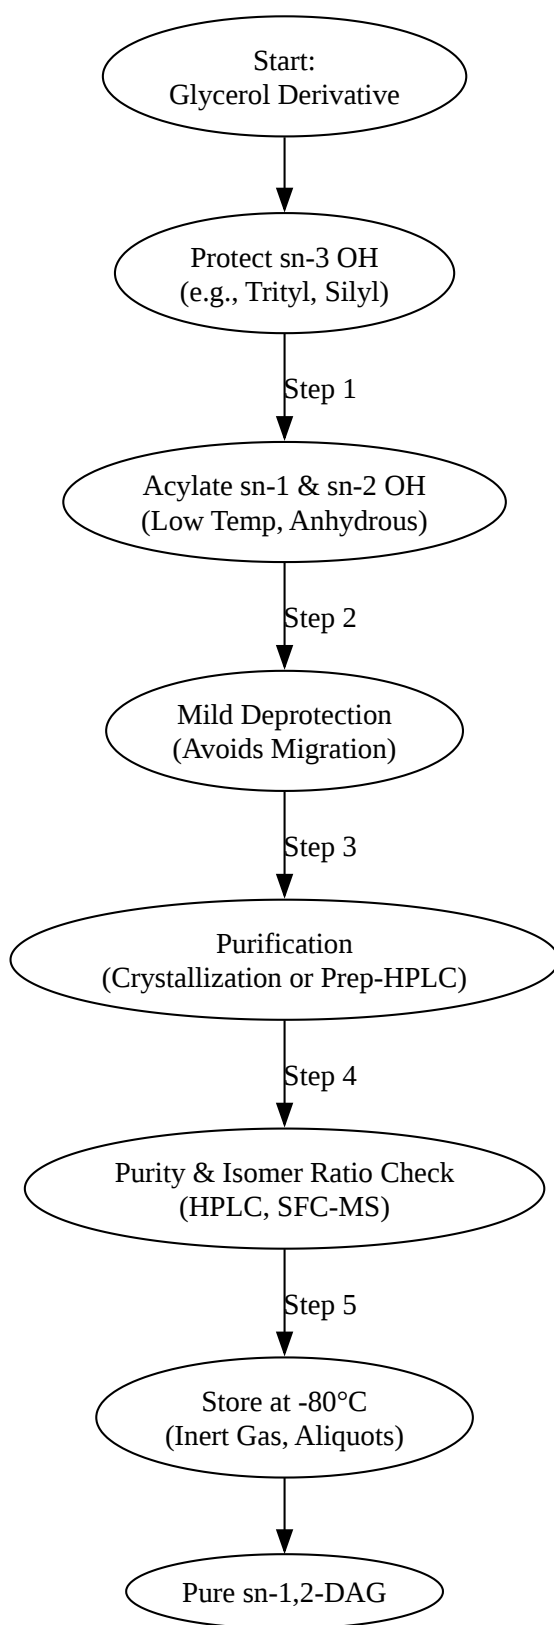 Start:
Glycerol Derivative
Protect sn-3 OH
(e.g., Trityl, Silyl)
Step 1
Acylate sn-1 & sn-2 OH
(Low Temp, Anhydrous)
Step 2
Mild Deprotection
(Avoids Migration)
Step 3
Purification
(Crystallization or Prep-HPLC)
Step 4
Purity & Isomer Ratio Check
(HPLC, SFC-MS)
Step 5
Store at -80°C
(Inert Gas, Aliquots)
Pure sn-1,2-DAG